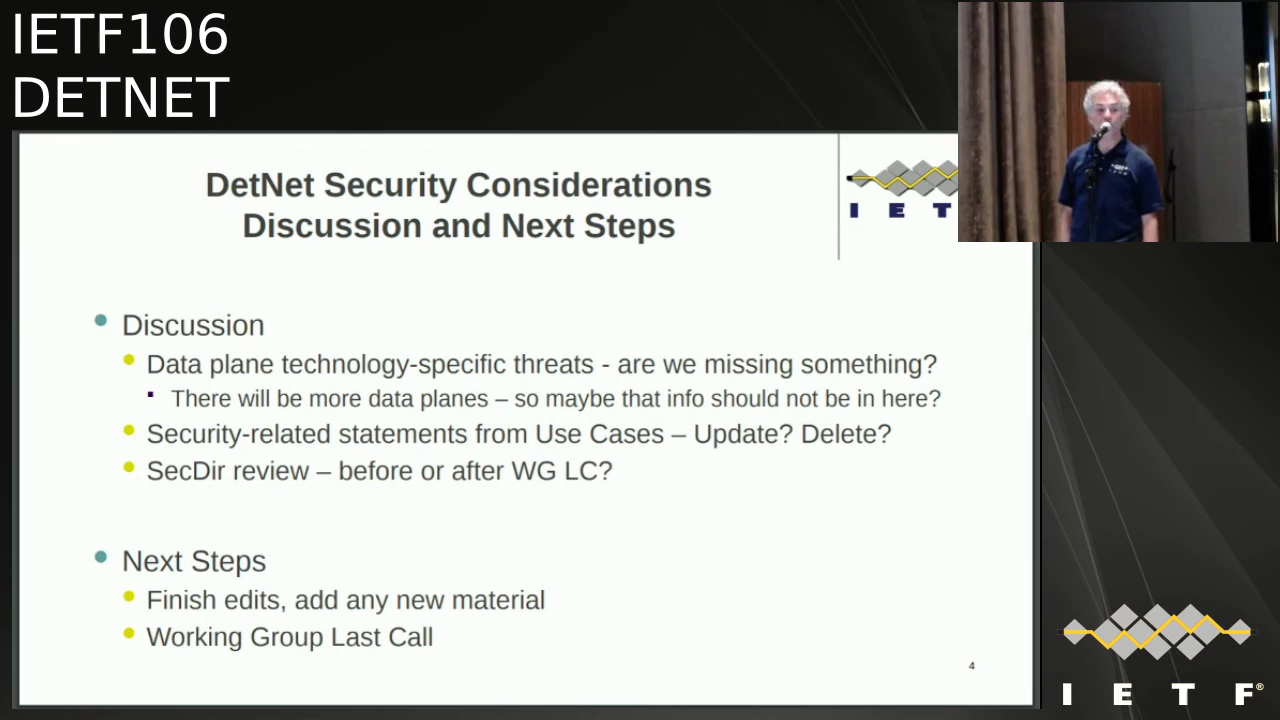 IETF106
DETNET
DetNet Security Considerations
Discussion and Next Steps
I E T
Discussion
Data plane technology-specific threats - are we missing something?
There will be more data planes – so maybe that info should not be in here?
Security-related statements from Use Cases – Update? Delete?
SecDir review – before or after WG LC?
Next Steps
Finish edits, add any new material
Working Group Last Call
4
I E T F®